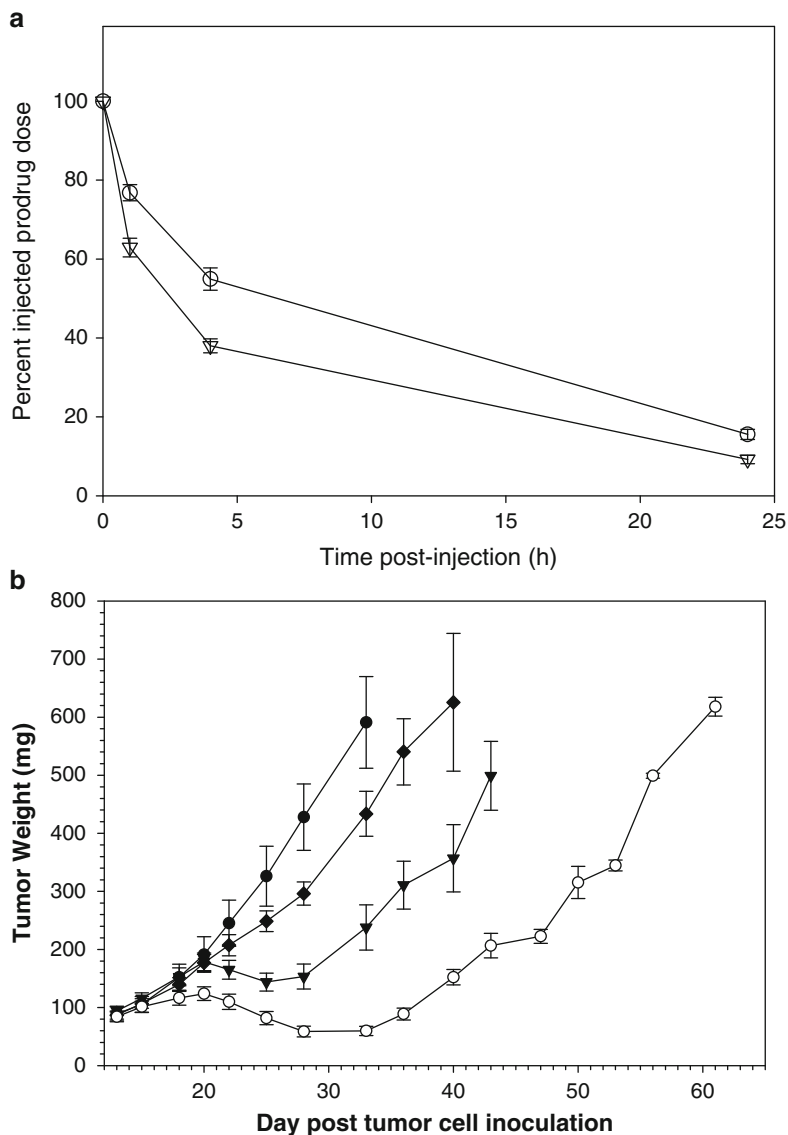 a
Percent injected prodrug dose
100
80
60
40
20
0
0 5 10 15 20 25
Time post-injection (h)
b
Tumor Weight (mg)
800
700
600
500
400
300
200
100
0
20 30 40 50 60
Day post tumor cell inoculation